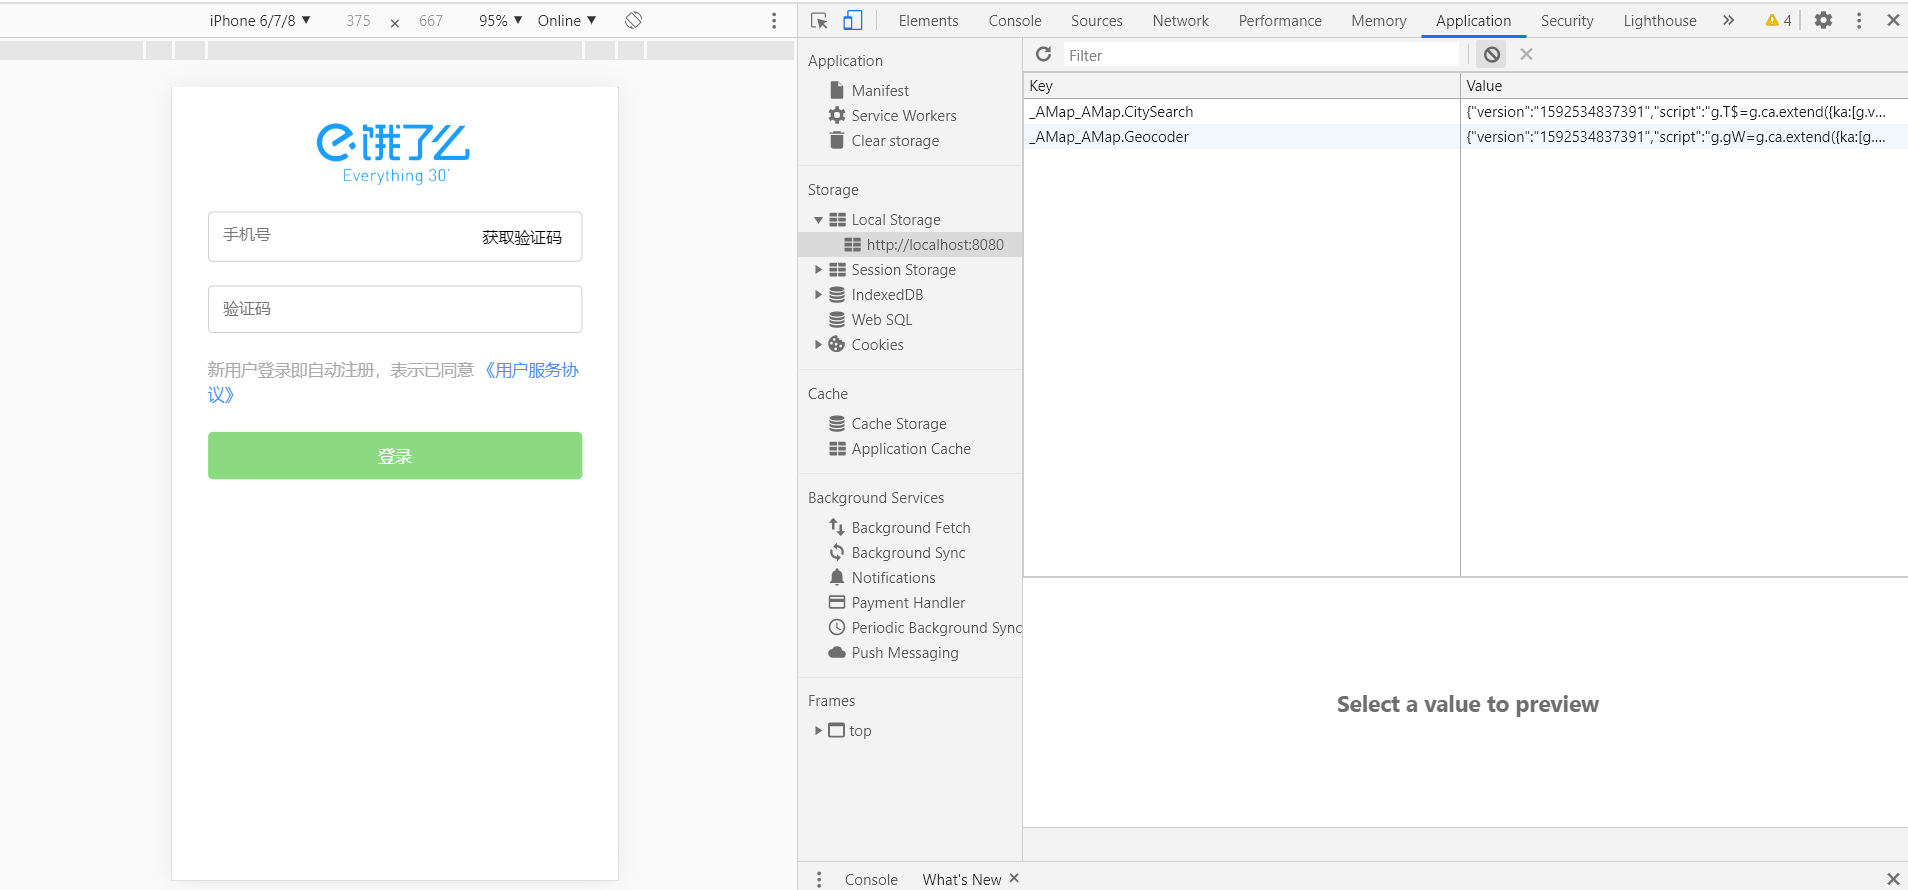 iPhone 6/7/8 ▼ 375 × 667 95% ▼ Online ▼
饿了么
Everything 30'
手机号 获取验证码
验证码
新用户登录即自动注册，表示已同意 《用户服务协
议》
登录
Elements Console Sources Network Performance Memory Application Security Lighthouse » 4
Application
Manifest
Service Workers
Clear storage
Storage
Local Storage
http://localhost:8080
Session Storage
IndexedDB
Web SQL
Cookies
Cache
Cache Storage
Application Cache
Background Services
Background Fetch
Background Sync
Notifications
Payment Handler
Periodic Background Sync
Push Messaging
Frames
top
Filter
Key Value
_AMap_AMap.CitySearch {"version":"1592534837391","script":"g.T$=g.ca.extend({ka:[g.v…
_AMap_AMap.Geocoder {"version":"1592534837391","script":"g.gW=g.ca.extend({ka:[g.…
Select a value to preview
Console What's New ×